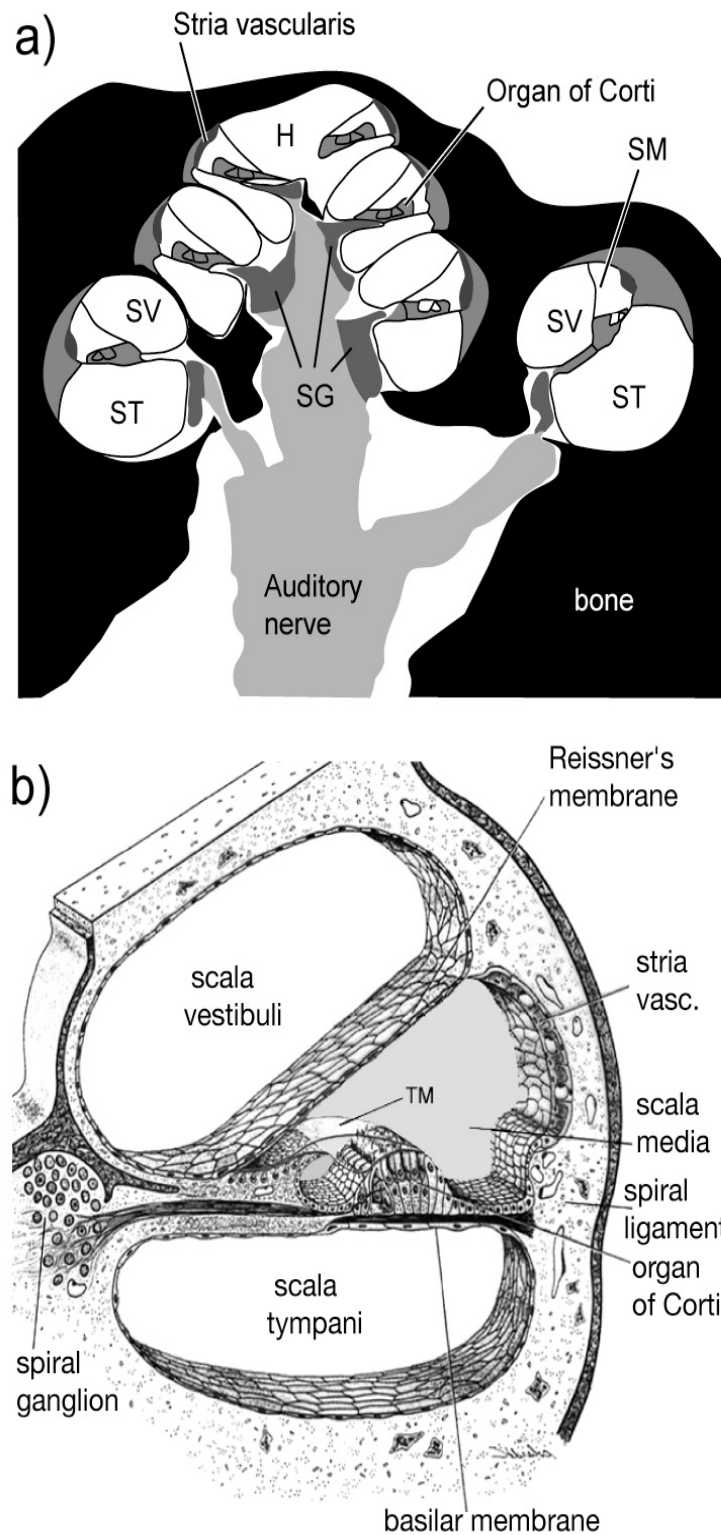 a)
Stria vascularis
Organ of Corti
H
SM
SV
SV
ST
SG
ST
Auditory
nerve
bone
b)
Reissner's
membrane
scala
vestibuli
stria
vasc.
TM
scala
media
spiral
ligament
organ
of Corti
scala
tympani
spiral
ganglion
basilar membrane